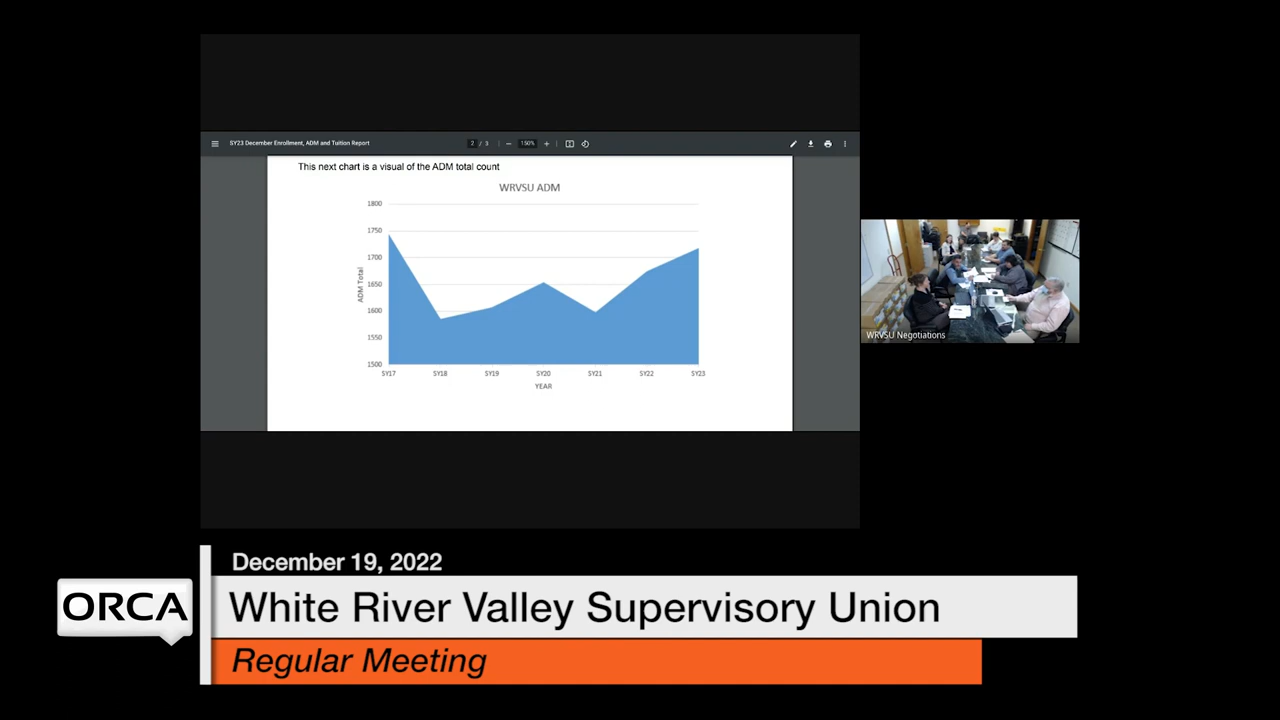 SY23 December Enrollment, ADM and Tuition Report
2 / 3 150%
This next chart is a visual of the ADM total count
WRVSU ADM
1800
1750
1700
1650
1600
1550
1500
ADM Total
SY17 SY18 SY19 SY20 SY21 SY22 SY23
YEAR
WRVSU Negotiations
December 19, 2022
ORCA
White River Valley Supervisory Union
Regular Meeting